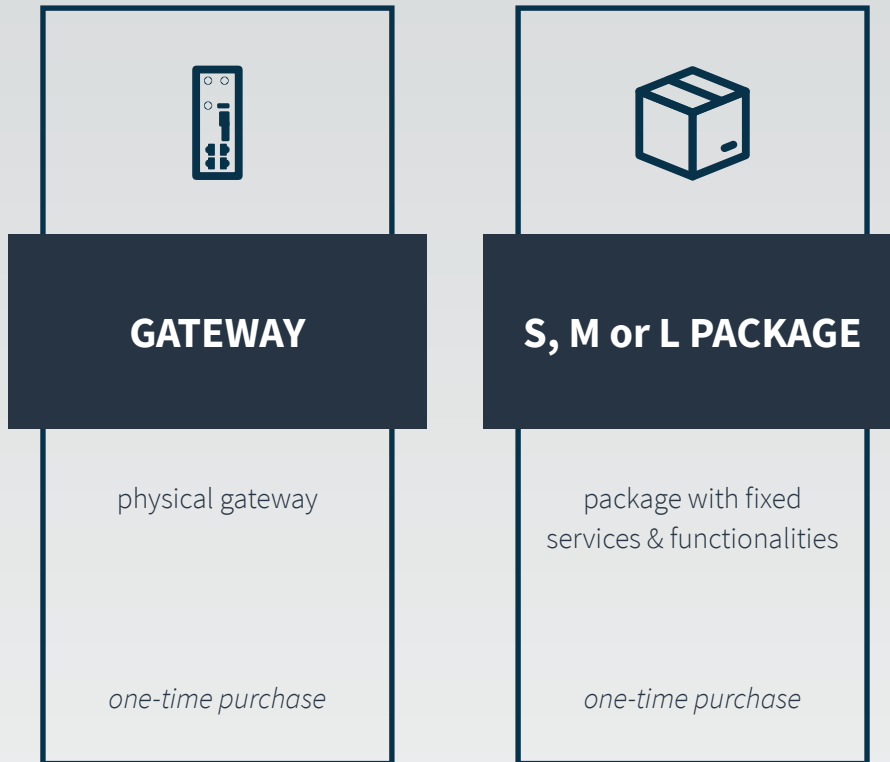 GATEWAY
physical gateway
one-time purchase
S, M or L PACKAGE
package with fixed
services & functionalities
one-time purchase